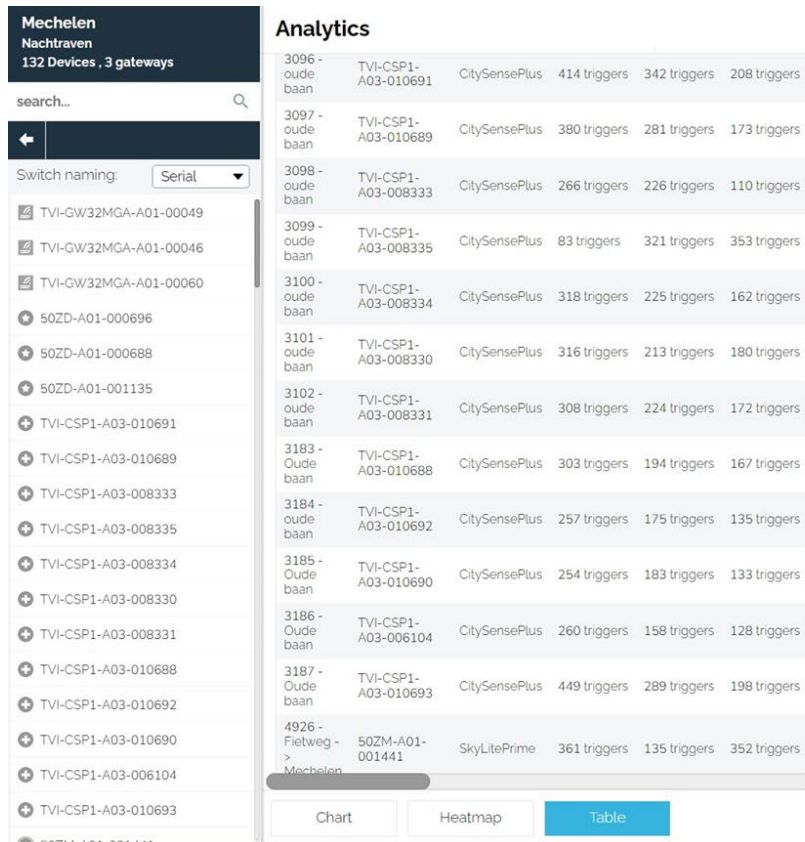 Mechelen
Nachtraven
132 Devices , 3 gateways
search...
Switch naming:
Serial
TVI-GW32MGA-A01-00049
TVI-GW32MGA-A01-00046
TVI-GW32MGA-A01-00060
50ZD-A01-000696
50ZD-A01-000688
50ZD-A01-001135
TVI-CSP1-A03-010691
TVI-CSP1-A03-010689
TVI-CSP1-A03-008333
TVI-CSP1-A03-008335
TVI-CSP1-A03-008334
TVI-CSP1-A03-008330
TVI-CSP1-A03-008331
TVI-CSP1-A03-010688
TVI-CSP1-A03-010692
TVI-CSP1-A03-010690
TVI-CSP1-A03-006104
TVI-CSP1-A03-010693
50ZM-A01-001441
Analytics
3096 -
oude
baan
TVI-CSP1-
A03-010691
CitySensePlus
414 triggers
342 triggers
208 triggers
3097 -
oude
baan
TVI-CSP1-
A03-010689
CitySensePlus
380 triggers
281 triggers
173 triggers
3098 -
oude
baan
TVI-CSP1-
A03-008333
CitySensePlus
266 triggers
226 triggers
110 triggers
3099 -
oude
baan
TVI-CSP1-
A03-008335
CitySensePlus
83 triggers
321 triggers
353 triggers
3100 -
oude
baan
TVI-CSP1-
A03-008334
CitySensePlus
318 triggers
225 triggers
162 triggers
3101 -
oude
baan
TVI-CSP1-
A03-008330
CitySensePlus
316 triggers
213 triggers
180 triggers
3102 -
oude
baan
TVI-CSP1-
A03-008331
CitySensePlus
308 triggers
224 triggers
172 triggers
3183 -
Oude
baan
TVI-CSP1-
A03-010688
CitySensePlus
303 triggers
194 triggers
167 triggers
3184 -
oude
baan
TVI-CSP1-
A03-010692
CitySensePlus
257 triggers
175 triggers
135 triggers
3185 -
Oude
baan
TVI-CSP1-
A03-010690
CitySensePlus
254 triggers
183 triggers
133 triggers
3186 -
Oude
baan
TVI-CSP1-
A03-006104
CitySensePlus
260 triggers
158 triggers
128 triggers
3187 -
Oude
baan
TVI-CSP1-
A03-010693
CitySensePlus
449 triggers
289 triggers
198 triggers
4926 -
Fietweg -
>
Mechelen
50ZM-A01-
001441
SkyLitePrime
361 triggers
135 triggers
352 triggers
Chart
Heatmap
Table